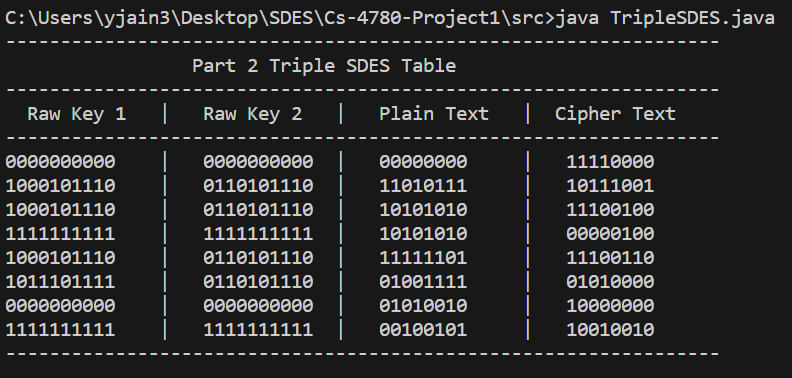 C:\Users\yjain3\Desktop\SDES\Cs-4780-Project1\src>java TripleSDES.java
-----------------------------------------------------------------
Part 2 Triple SDES Table
-----------------------------------------------------------------
Raw Key 1 | Raw Key 2 | Plain Text | Cipher Text
-----------------------------------------------------------------
0000000000 | 0000000000 | 00000000 | 11110000
1000101110 | 0110101110 | 11010111 | 10111001
1000101110 | 0110101110 | 10101010 | 11100100
1111111111 | 1111111111 | 10101010 | 00000100
1000101110 | 0110101110 | 11111101 | 11100110
1011101111 | 0110101110 | 01001111 | 01010000
0000000000 | 0000000000 | 01010010 | 10000000
1111111111 | 1111111111 | 00100101 | 10010010
-----------------------------------------------------------------